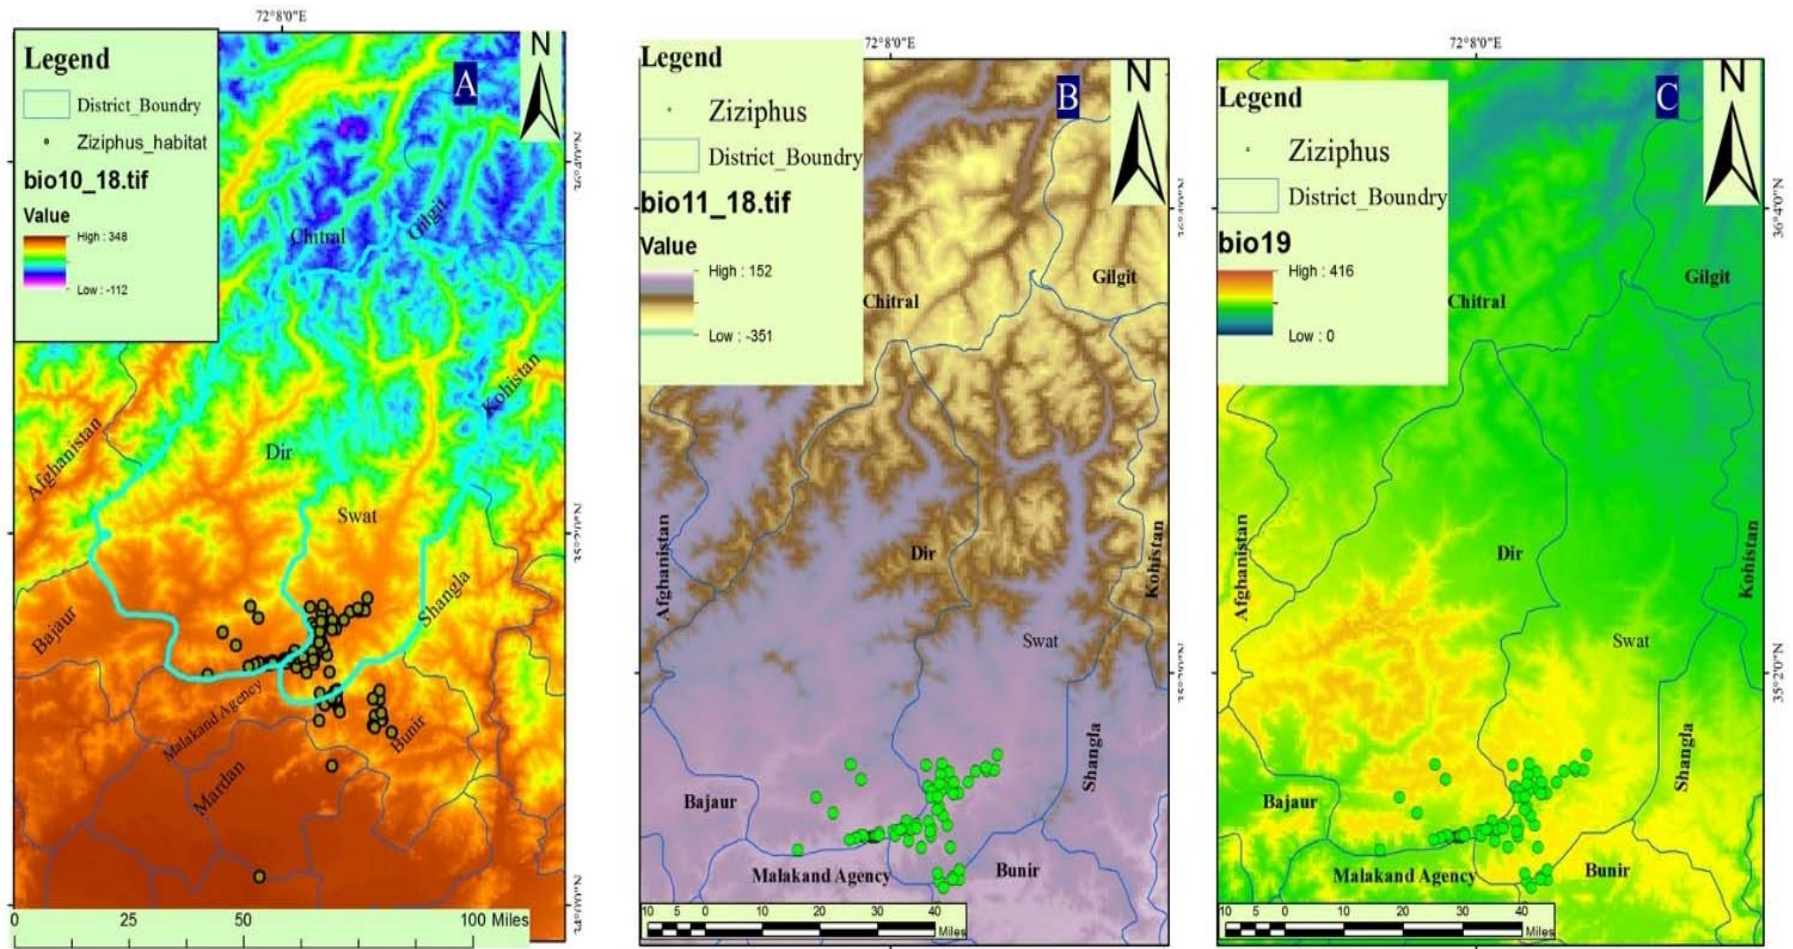 72°8'0"E
Legend
District_Boundry
Ziziphus_habitat
bio10_18.tif
Value
High : 348
Low : -112
N
A
Chitral
Gilgit
Kohistan
Afghanistan
Dir
Swat
Shangla
Bajaur
Malakand Agency
Bunir
Mardan
0 25 50 100 Miles
72°8'0"E
Legend
Ziziphus
District_Boundry
bio11_18.tif
Value
High : 152
Low : -351
N
B
Gilgit
Chitral
Dir
Afghanistan
Kohistan
Swat
Shangla
Bajaur
Malakand Agency
Bunir
10 5 0 10 20 30 40
Miles
72°8'0"E
Legend
Ziziphus
District_Boundry
bio19
High : 416
Low : 0
N
C
36°4'0"N
Gilgit
Chitral
Dir
Afghanistan
Kohistan
Swat
35°2'0"N
Shangla
Bajaur
Malakand Agency
Bunir
10 5 0 10 20 30 40
Miles